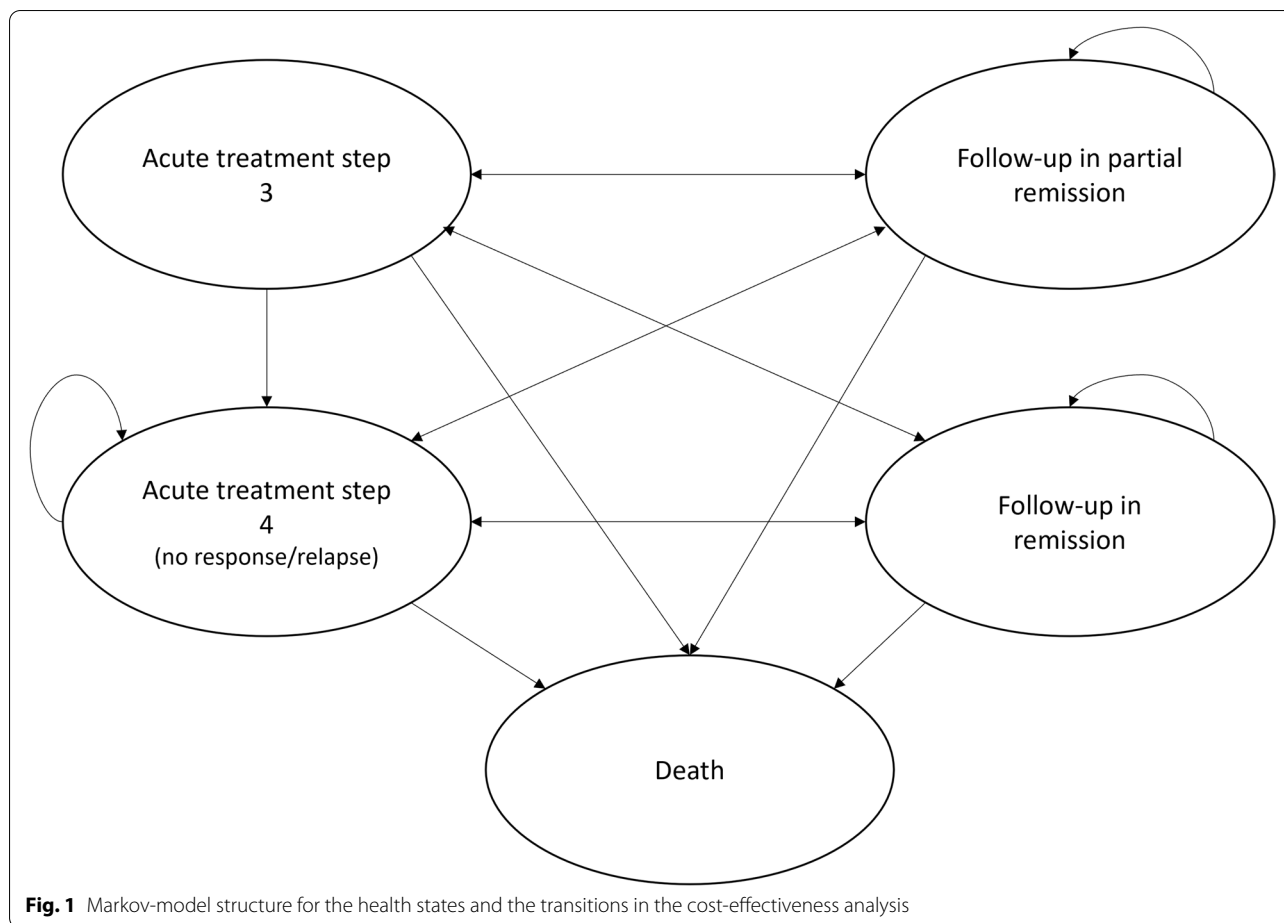 Acute treatment step
3
Follow-up in partial
remission
Acute treatment step
4
(no response/relapse)
Follow-up in
remission
Death
Fig. 1 Markov-model structure for the health states and the transitions in the cost-effectiveness analysis